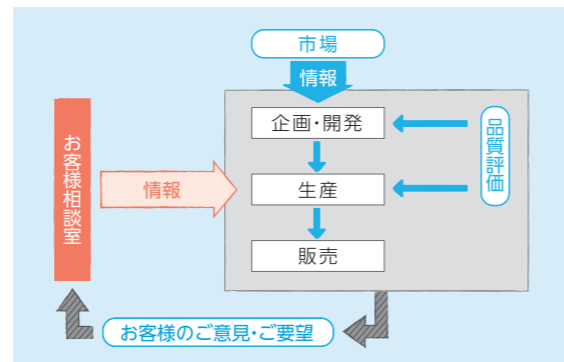 市場
情報
企画・開発
品質評価
お客様相談室
情報
生産
販売
お客様のご意見・ご要望